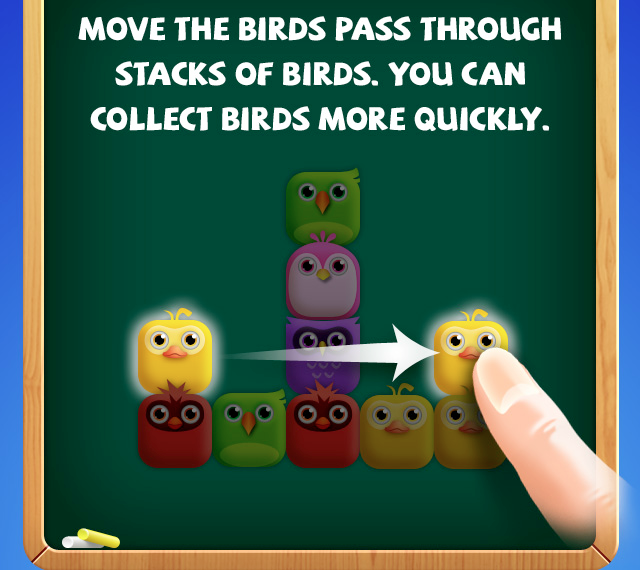 MOVE THE BIRDS PASS THROUGH
STACKS OF BIRDS. YOU CAN
COLLECT BIRDS MORE QUICKLY.